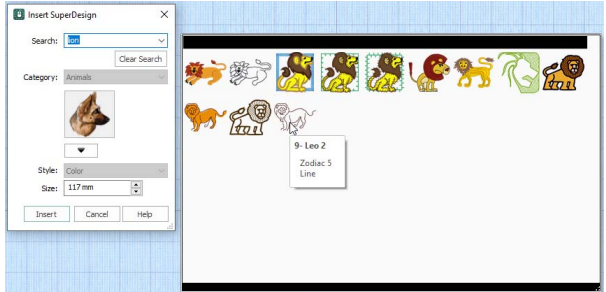 Insert SuperDesign
Search: lion
Clear Search
Category: Animals
Style: Color
Size: 117 mm
Insert Cancel Help
9- Leo 2
Zodiac 5
Line